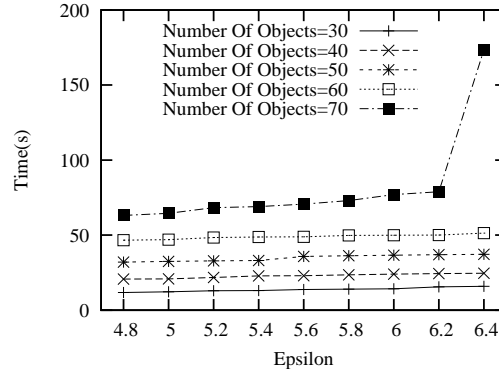 200
150
100
50
0
Time(s)
Number Of Objects=30
Number Of Objects=40
Number Of Objects=50
Number Of Objects=60
Number Of Objects=70
4.8 5 5.2 5.4 5.6 5.8 6 6.2 6.4
Epsilon